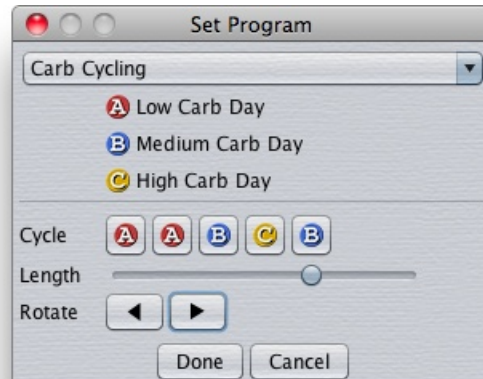 Set Program
Carb Cycling
A Low Carb Day
B Medium Carb Day
C High Carb Day
Cycle A A B C B
Length
Rotate
Done Cancel